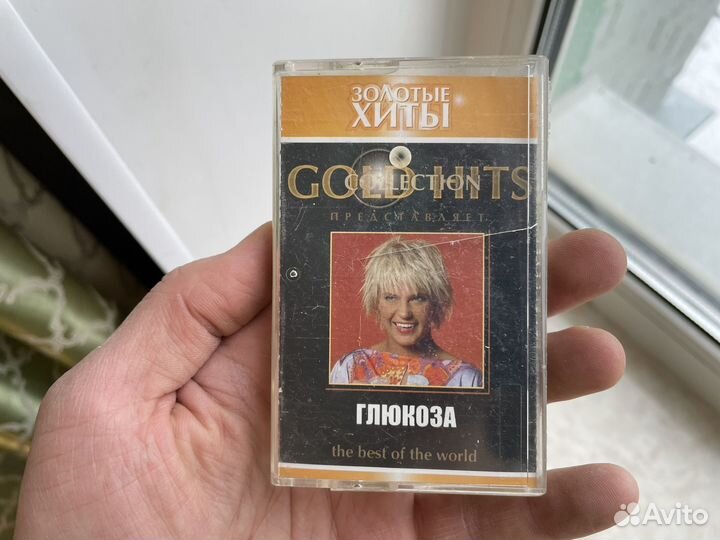 ЗОЛОТЫЕ
ХИТЫ
GOLD HITS
COLLECTION
ПРЕДСТАВЛЯЕТ
ГЛЮКОЗА
the best of the world
Avito